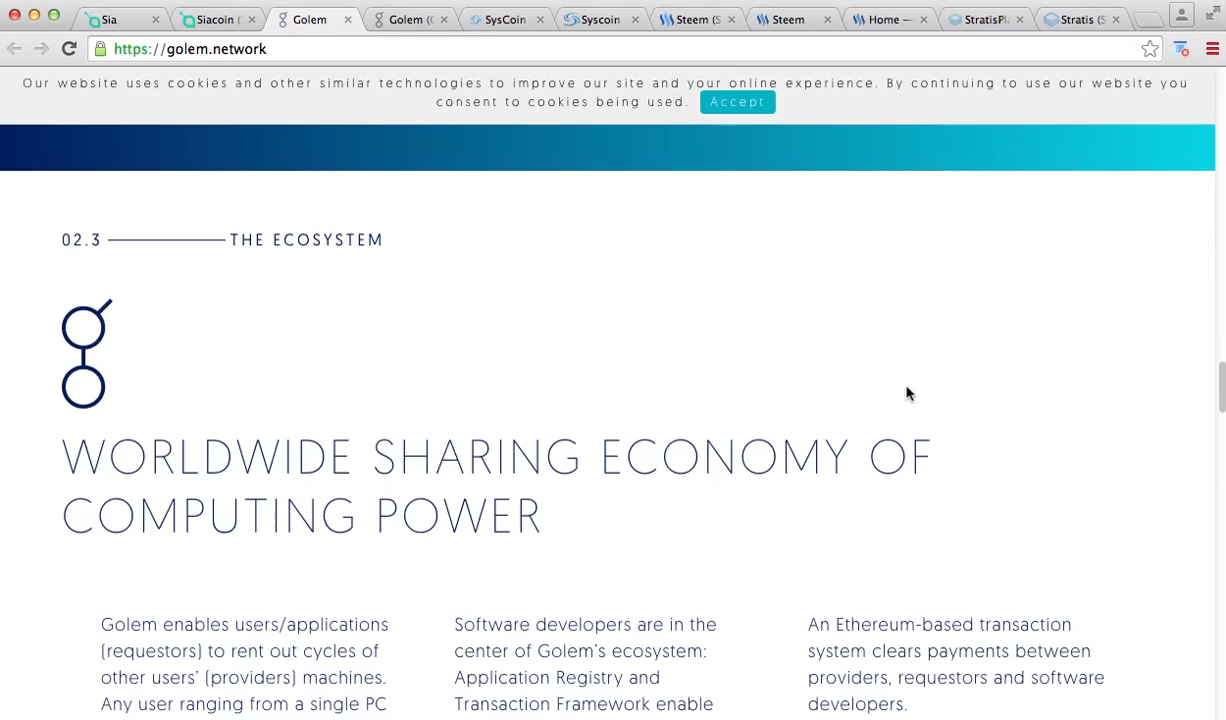 Sia
Siacoin (
Golem
Golem (
SysCoin
Syscoin
Steem (S
Steem
Home —
StratisPl
Stratis (S
https://golem.network
Our website uses cookies and other similar technologies to improve our site and your online experience. By continuing to use our website you
consent to cookies being used. Accept
02.3 THE ECOSYSTEM
WORLDWIDE SHARING ECONOMY OF
COMPUTING POWER
Golem enables users/applications
(requestors) to rent out cycles of
other users' (providers) machines.
Any user ranging from a single PC
Software developers are in the
center of Golem's ecosystem:
Application Registry and
Transaction Framework enable
An Ethereum-based transaction
system clears payments between
providers, requestors and software
developers.